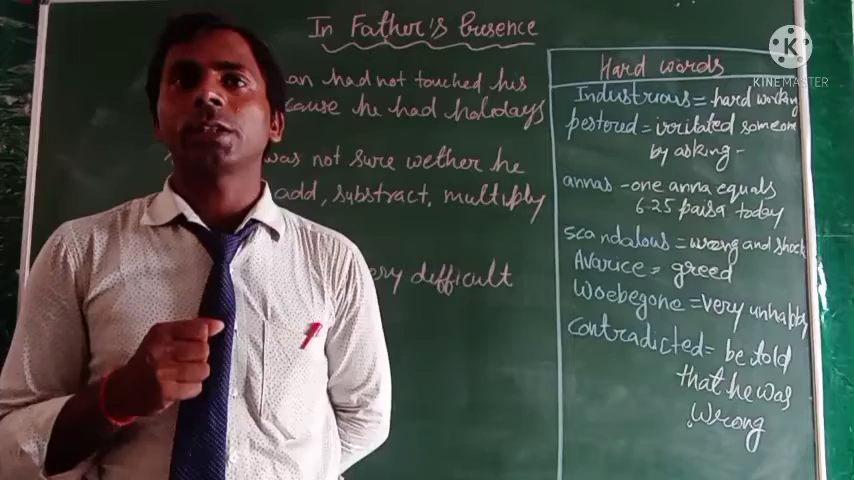 In Father's Presence
an had not touched his
cause he had holidays
was not sure wether he
add, substract, multiply
ery difficult
Hard words
Industrious = hard working
pestered = irritated someone
by asking -
annas - one anna equals
6.25 paisa today
scandalous = wrong and shock
Avarice = greed
Woebegone = very unhappy
contradicted = be told
that he was
wrong
K
KINEMASTER